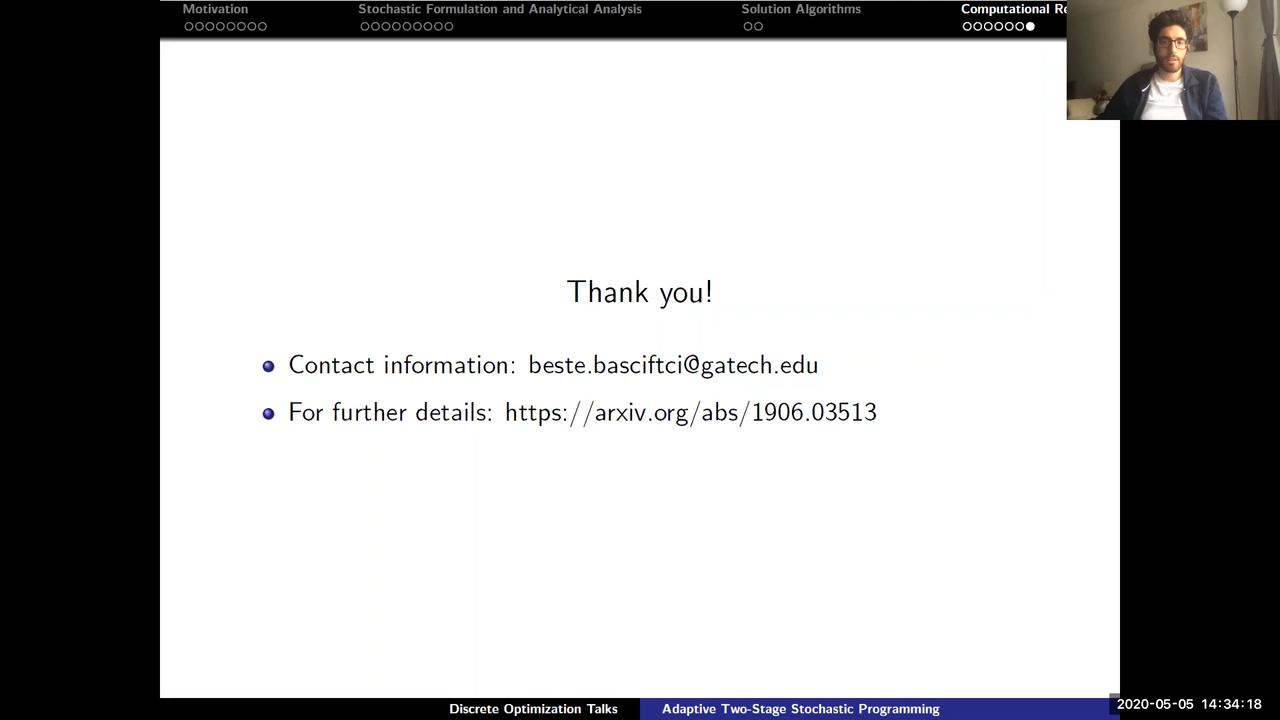 Motivation
Stochastic Formulation and Analytical Analysis
Solution Algorithms
Computational Re
Thank you!
Contact information: beste.basciftci@gatech.edu
For further details: https://arxiv.org/abs/1906.03513
Discrete Optimization Talks
Adaptive Two-Stage Stochastic Programming
2020-05-05 14:34:18